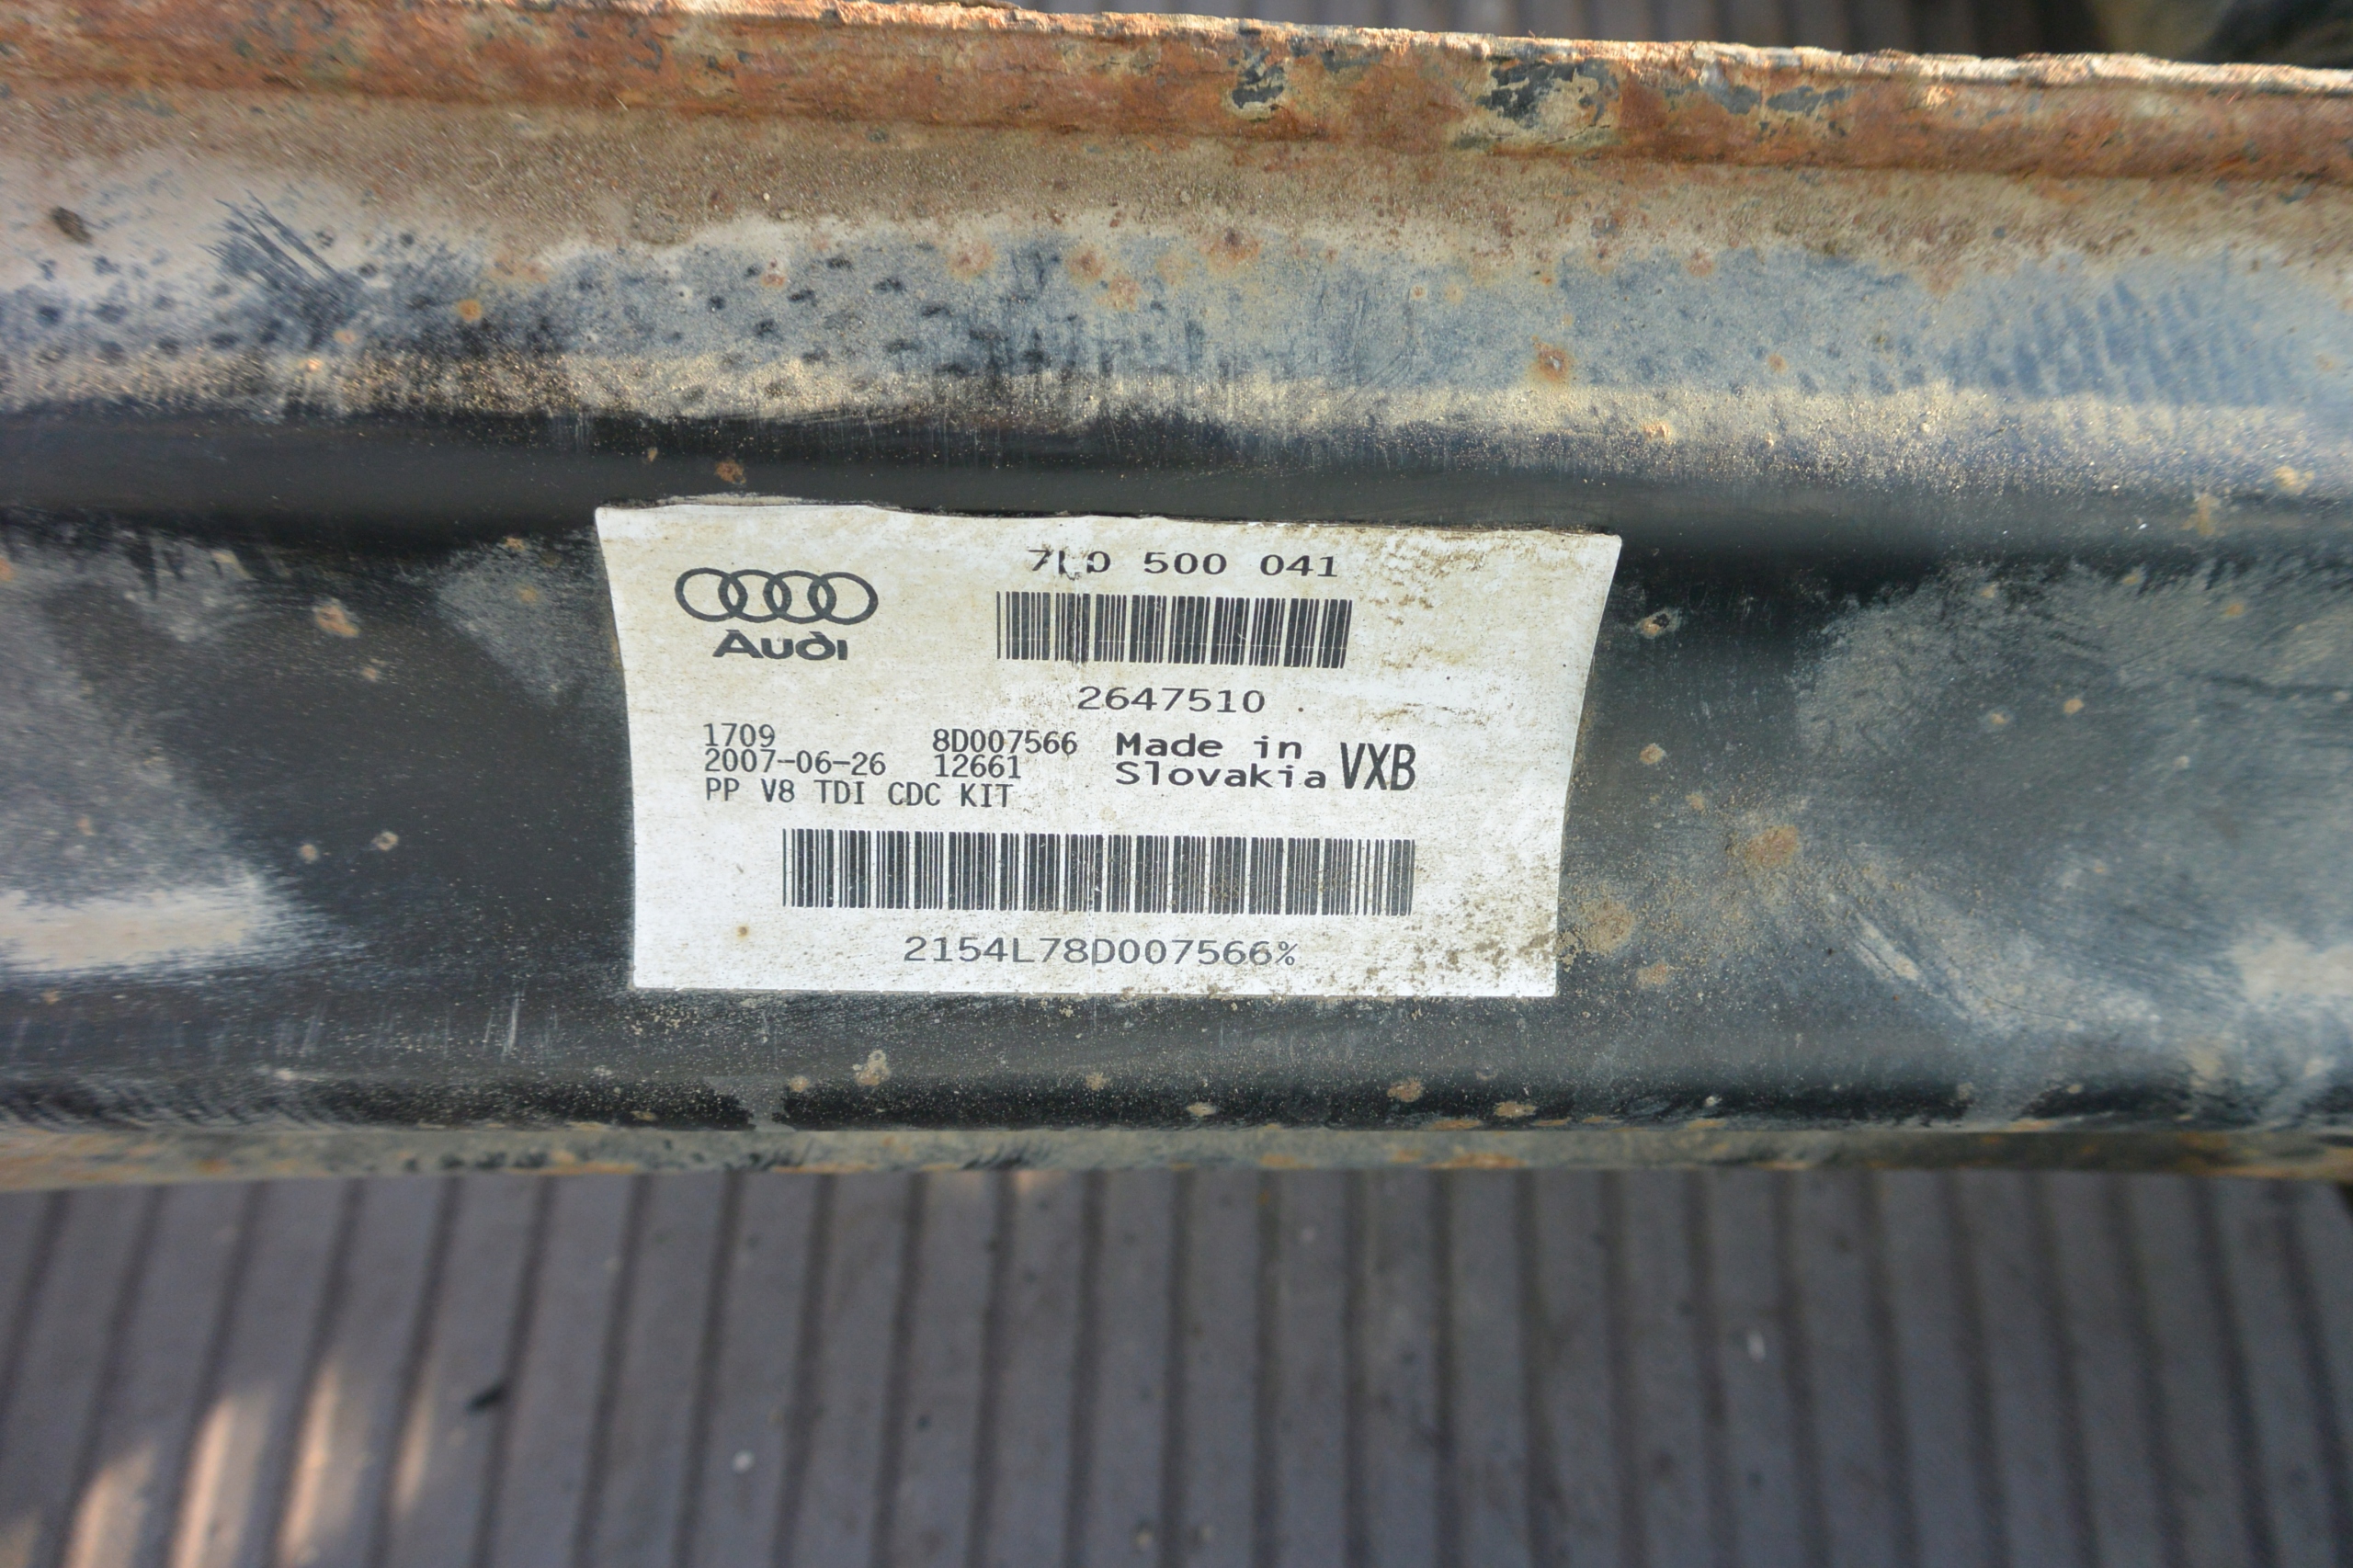 7L0 500 041
Audi
2647510
1709 8D007566
2007-06-26 12661
PP V8 TDI CDC KIT
Made in
Slovakia VXB
2154L78D007566%